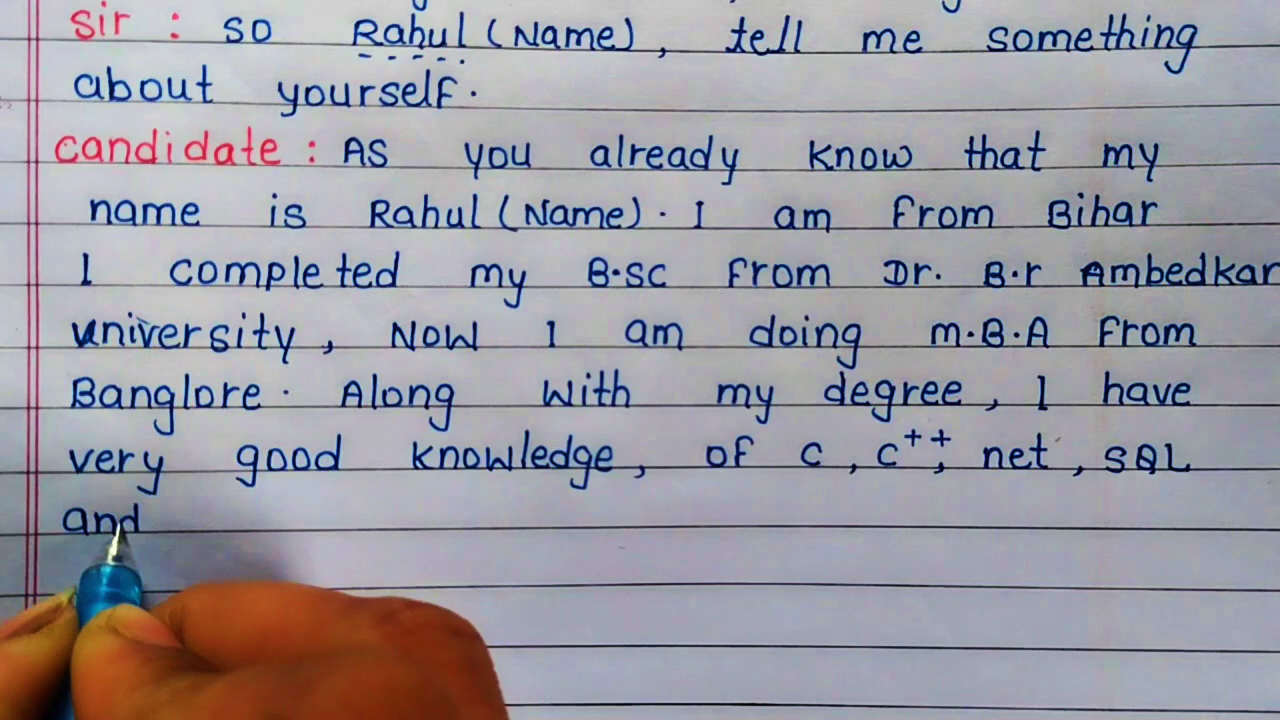 sir : so Rahul (Name), tell me something
about yourself.
candidate : As you already know that my
name is Rahul (Name). I am from Bihar
I completed my B.sc from Dr. B.r Ambedkar
university, Now I am doing m.B.A from
Banglore. Along with my degree, I have
very good knowledge, of c, c++, net, SQL
and